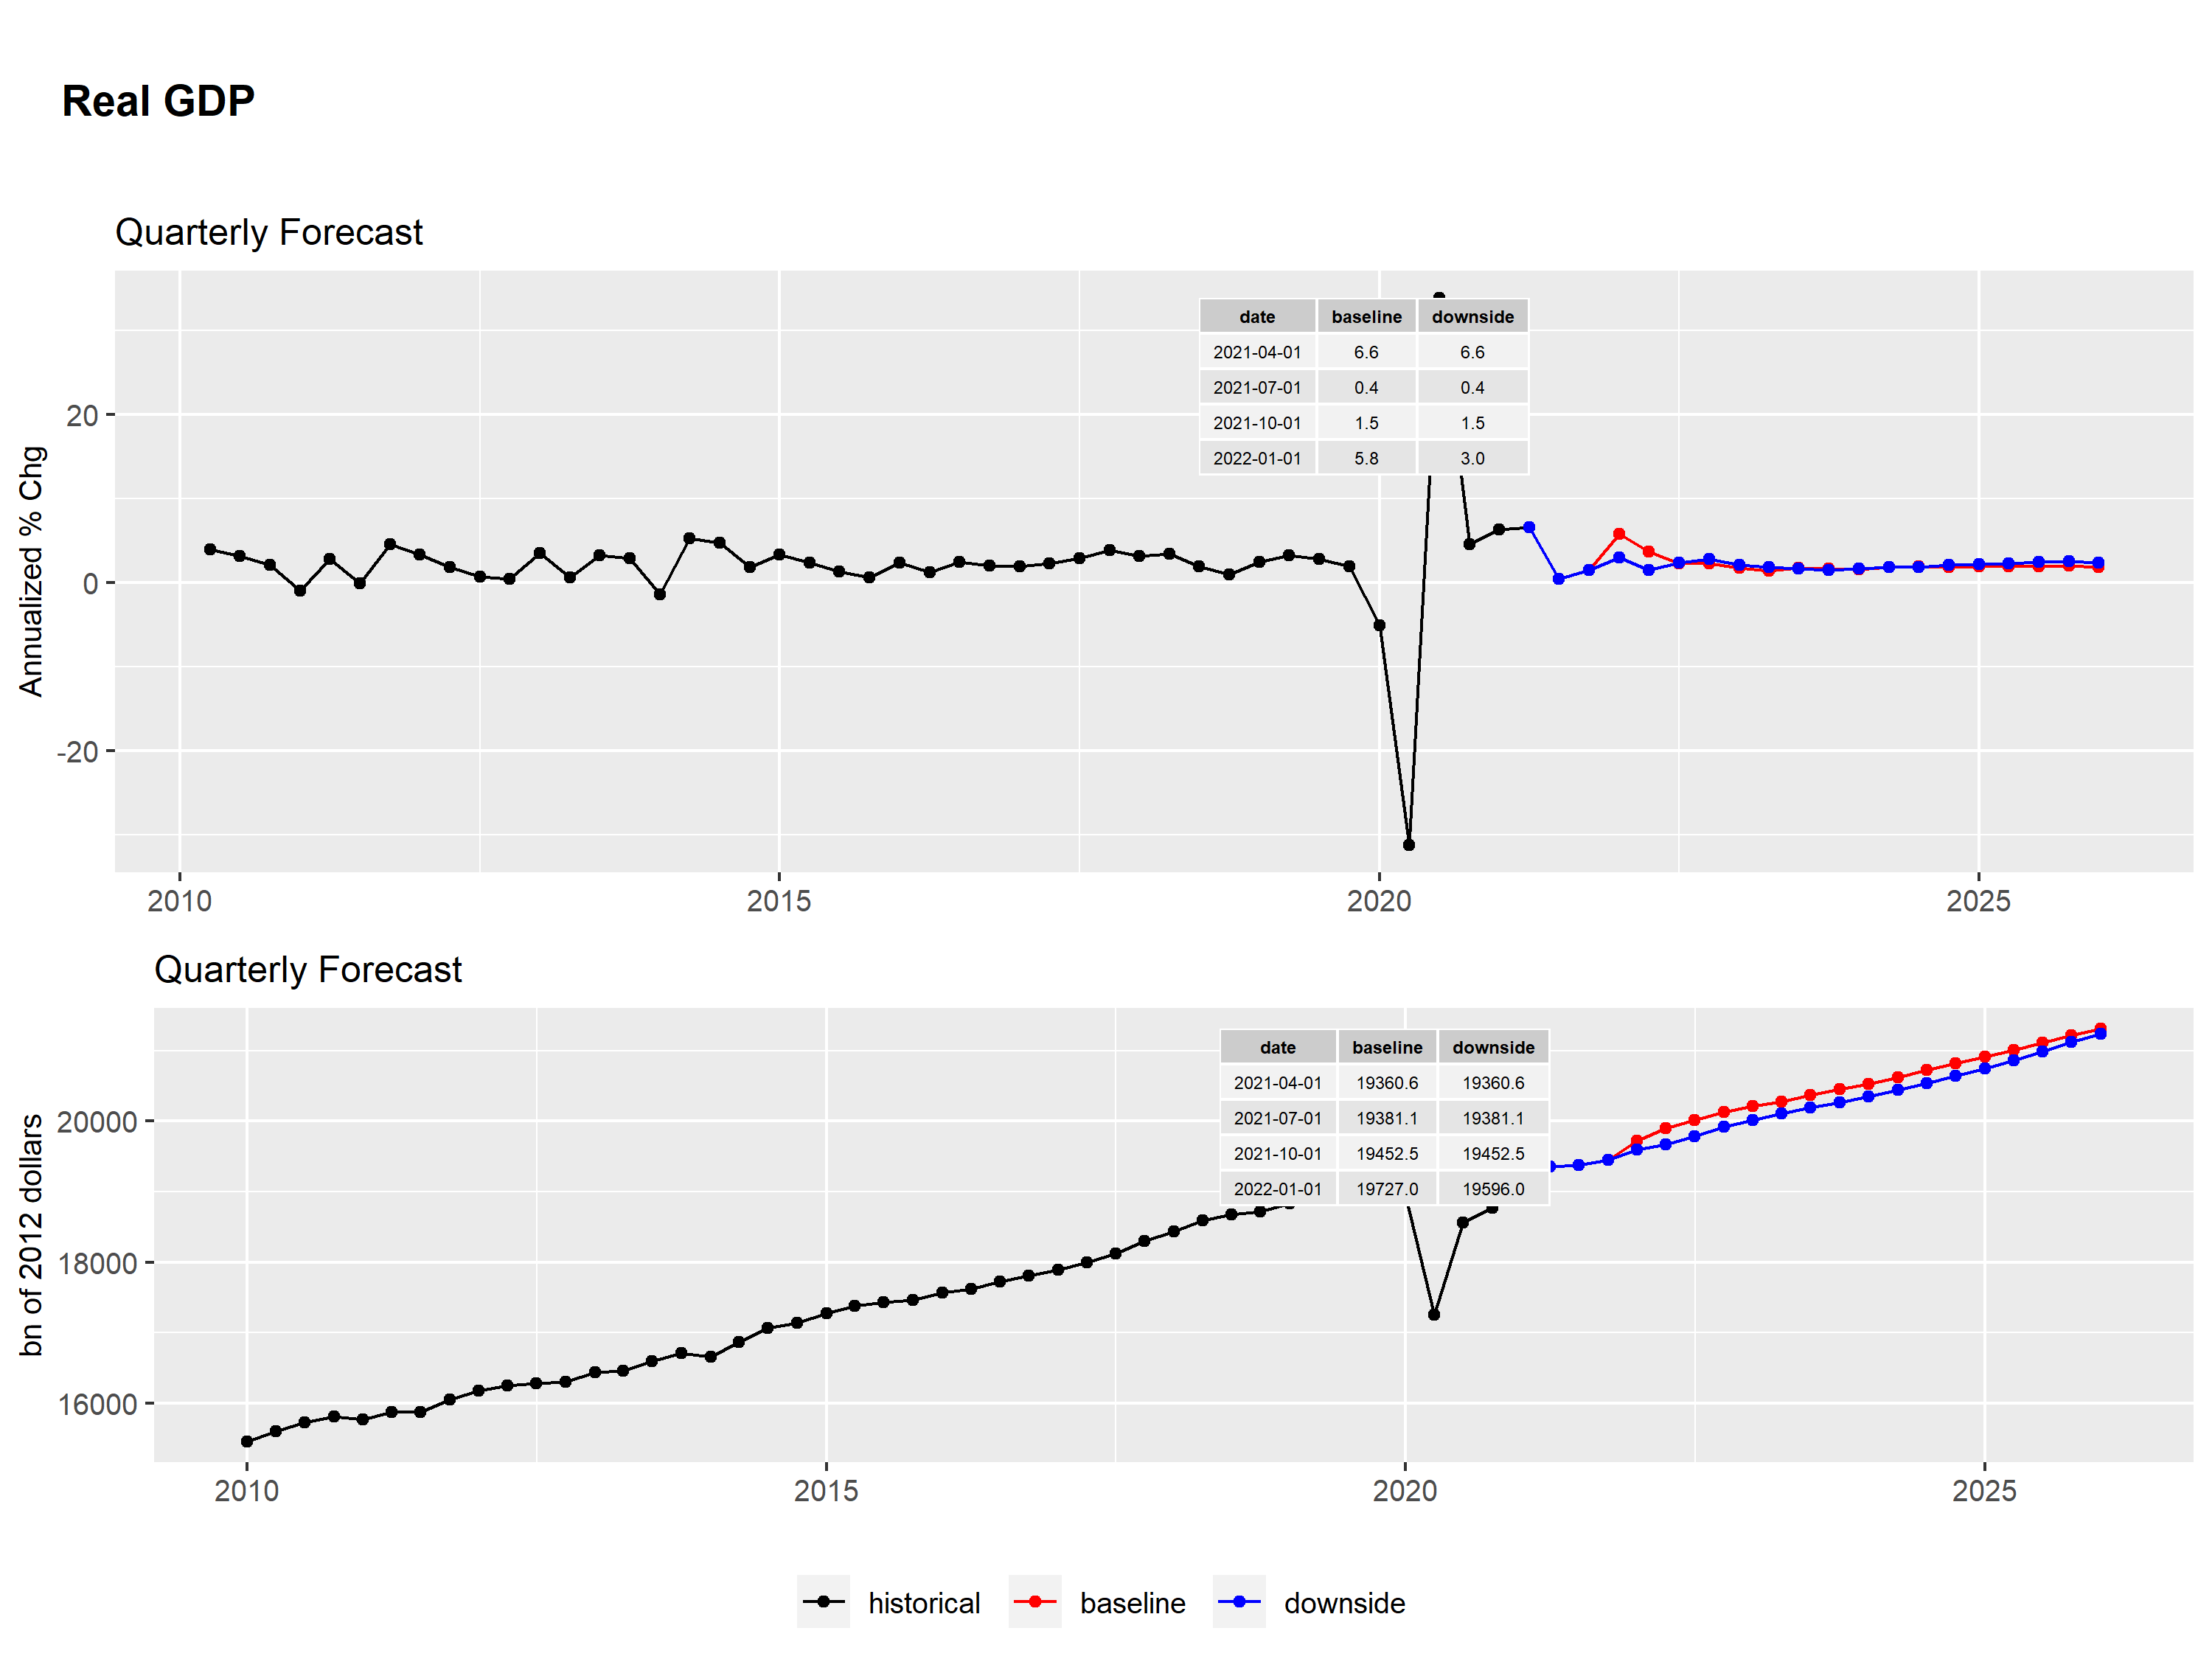 Real GDP
Quarterly Forecast
Annualized % Chg
20
0
-20
date baseline downside
2021-04-01 6.6 6.6
2021-07-01 0.4 0.4
2021-10-01 1.5 1.5
2022-01-01 5.8 3.0
2010 2015 2020 2025
Quarterly Forecast
bn of 2012 dollars
20000
18000
16000
date baseline downside
2021-04-01 19360.6 19360.6
2021-07-01 19381.1 19381.1
2021-10-01 19452.5 19452.5
2022-01-01 19727.0 19596.0
2010 2015 2020 2025
historical baseline downside